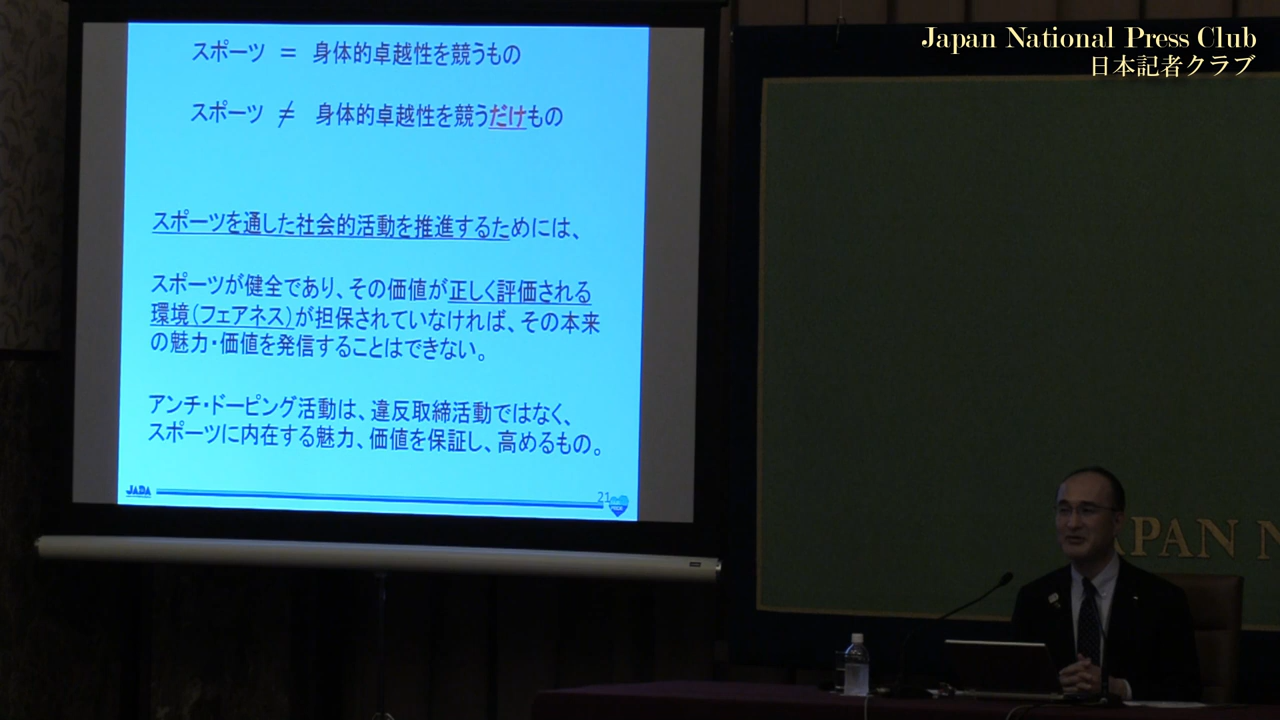 Japan National Press Club
日本記者クラブ
スポーツ = 身体的卓越性を競うもの
スポーツ ≠ 身体的卓越性を競うだけもの
スポーツを通した社会的活動を推進するためには、
スポーツが健全であり、その価値が正しく評価される
環境(フェアネス)が担保されていなければ、その本来
の魅力・価値を発信することはできない。
アンチ・ドーピング活動は、違反取締活動ではなく、
スポーツに内在する魅力、価値を保証し、高めるもの。
JADA
21
APAN N